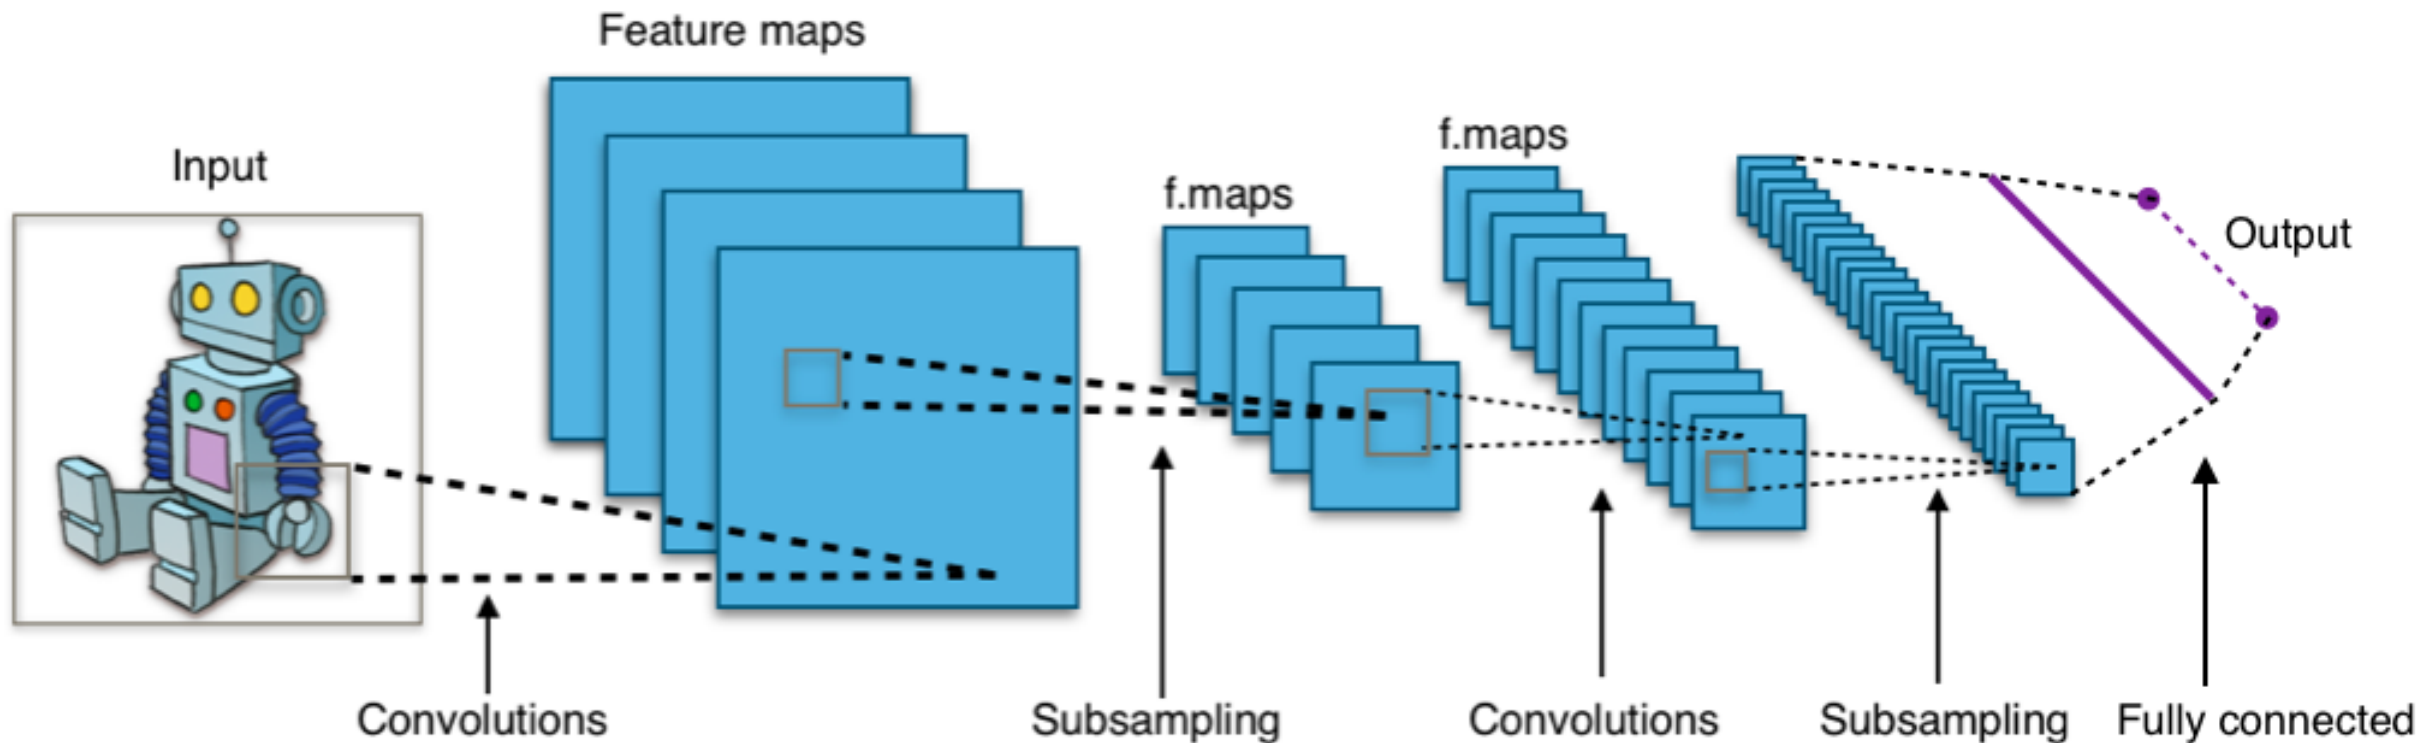 Feature maps
f.maps
Input
f.maps
Output
Convolutions
Subsampling
Convolutions
Subsampling
Fully connected